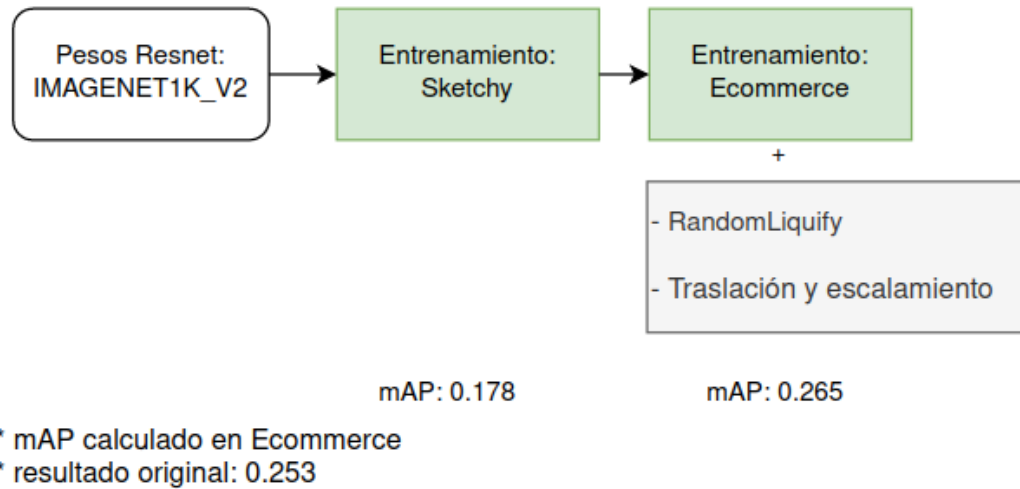 Pesos Resnet:
IMAGENET1K_V2
Entrenamiento:
Sketchy
Entrenamiento:
Ecommerce
+
- RandomLiquify
- Traslación y escalamiento
mAP: 0.178
mAP: 0.265
* mAP calculado en Ecommerce
* resultado original: 0.253